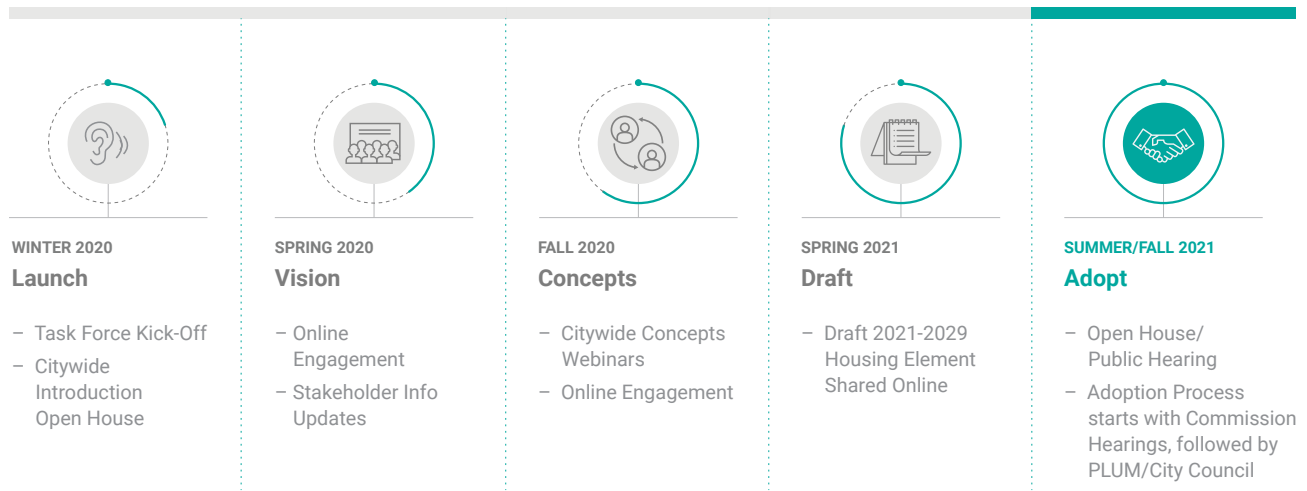 WINTER 2020
Launch
– Task Force Kick-Off
– Citywide
Introduction
Open House
SPRING 2020
Vision
– Online
Engagement
– Stakeholder Info
Updates
FALL 2020
Concepts
– Citywide Concepts
Webinars
– Online Engagement
SPRING 2021
Draft
– Draft 2021-2029
Housing Element
Shared Online
SUMMER/FALL 2021
Adopt
– Open House/
Public Hearing
– Adoption Process
starts with Commission
Hearings, followed by
PLUM/City Council